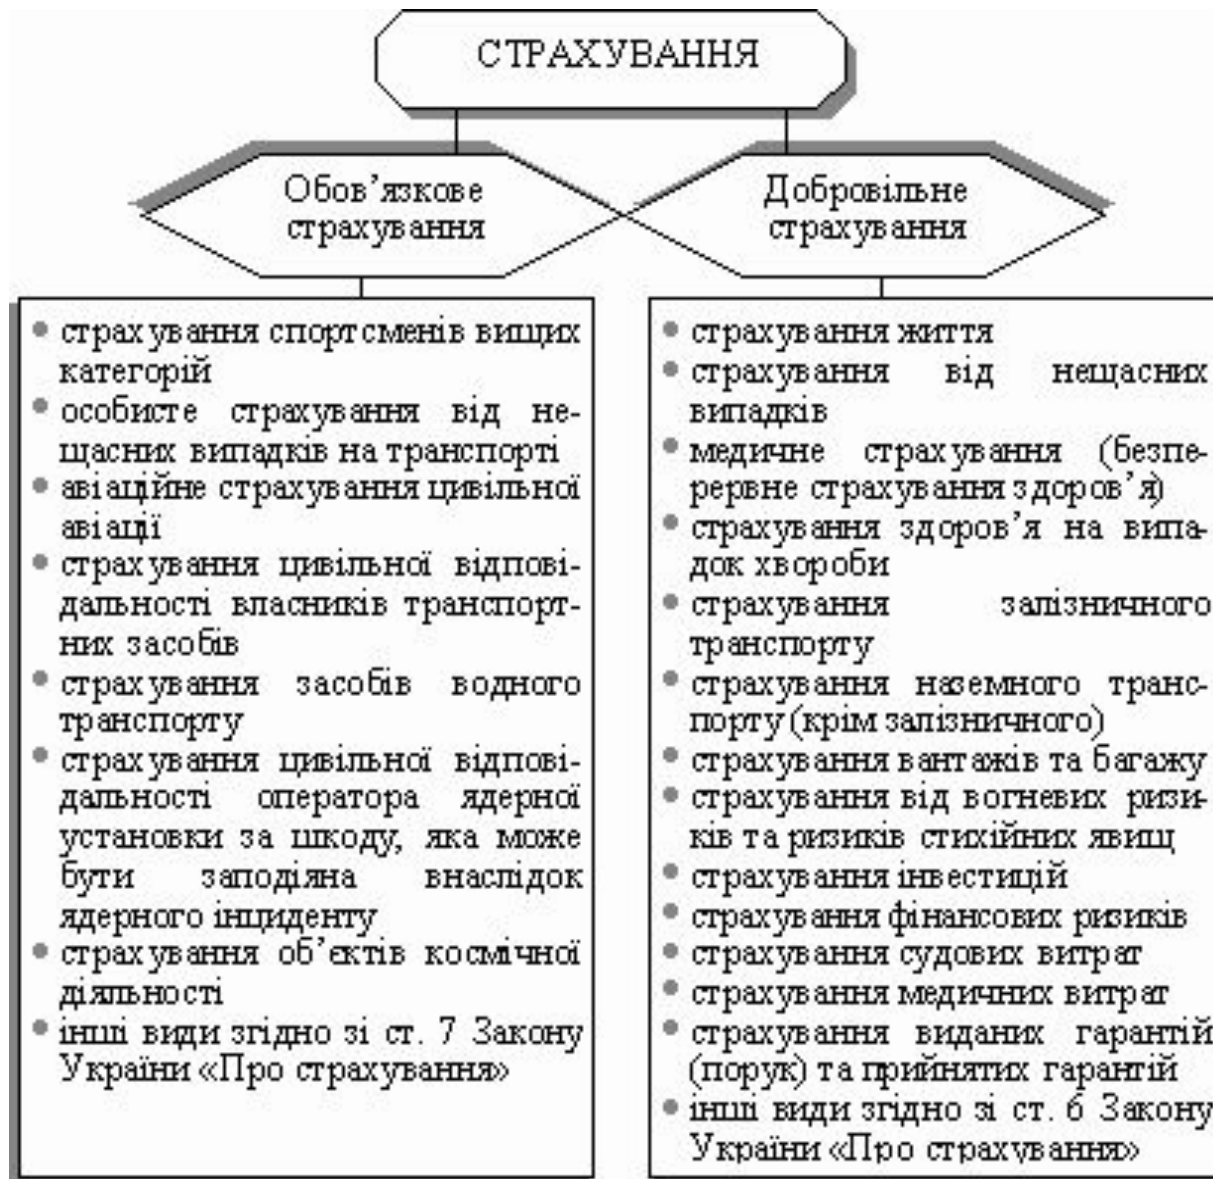 СТРАХУВАННЯ
Обов’язкове
страхування
Добровільне
страхування
страхування спортсменів вищих
категорій
особисте страхування від не-
щасних випадків на транспорті
авіаційне страхування цивільної
авіації
страхування цивільної відпові-
дальності власників транспорт-
них засобів
страхування засобів водного
транспорту
страхування цивільної відпові-
дальності оператора ядерної
установки за шкоду, яка може
бути заподіяна внаслідок
ядерного інциденту
страхування об’єктів космічної
діяльності
інші види згідно зі ст. 7 Закону
України «Про страхування»
страхування життя
страхування від нещасних
випадків
медичне страхування (безпе-
рервне страхування здоров’я)
страхування здоров’я на випа-
док хвороби
страхування залізничного
транспорту
страхування наземного транс-
порту (крім залізничного)
страхування вантажів та багажу
страхування від вогневих ризи-
ків та ризиків стихійних явищ
страхування інвестицій
страхування фінансових ризиків
страхування судових витрат
страхування медичних витрат
страхування виданих гарантій
(порук) та прийнятих гарантій
інші види згідно зі ст. 6 Закону
України «Про страхування»